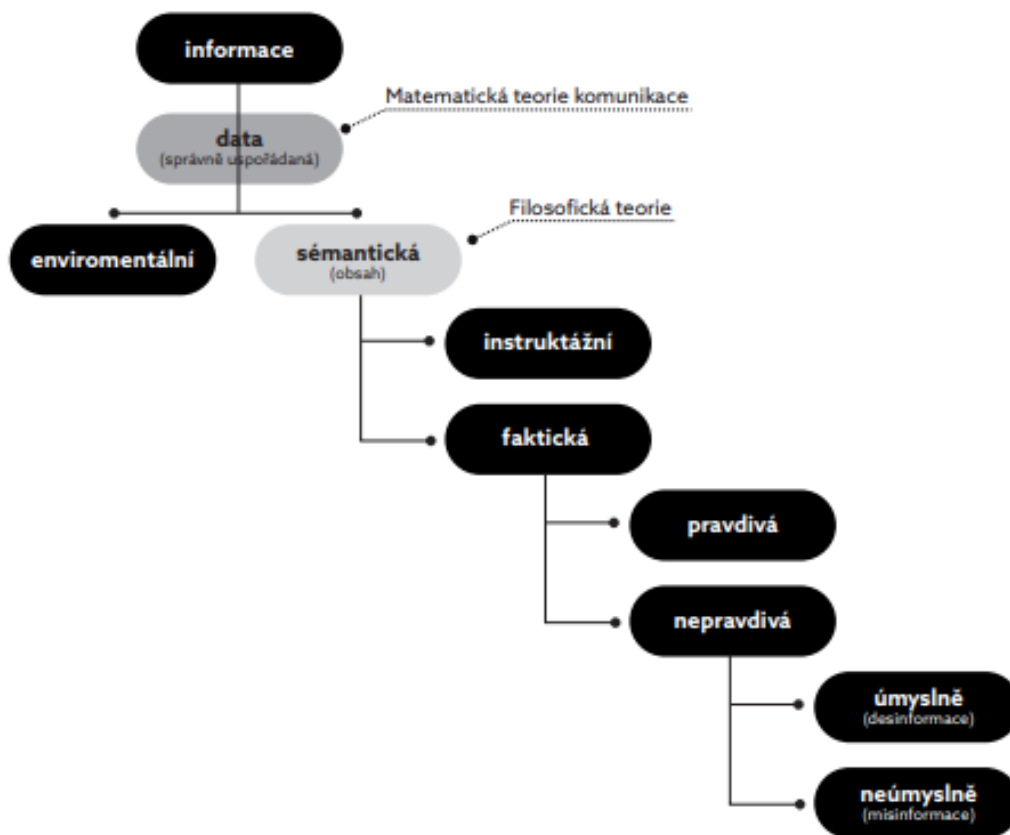 informace
Matematická teorie komunikace
data
(správně uspořádaná)
Filosofická teorie
enviromentální
sémantická
(obsah)
instruktážní
faktická
pravdivá
nepravdivá
úmyslně
(desinformace)
neúmyslně
(misinformace)